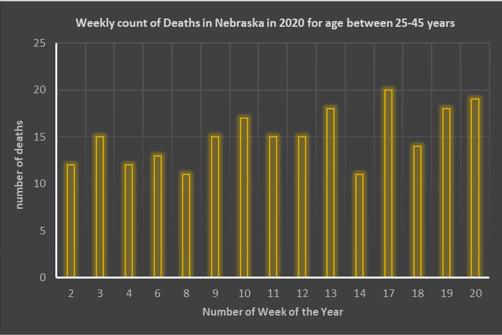 Weekly count of Deaths in Nebraska in 2020 for age between 25-45 years
25
20
15
10
5
0
number of deaths
2 3 4 6 8 9 10 11 12 13 14 17 18 19 20
Number of Week of the Year